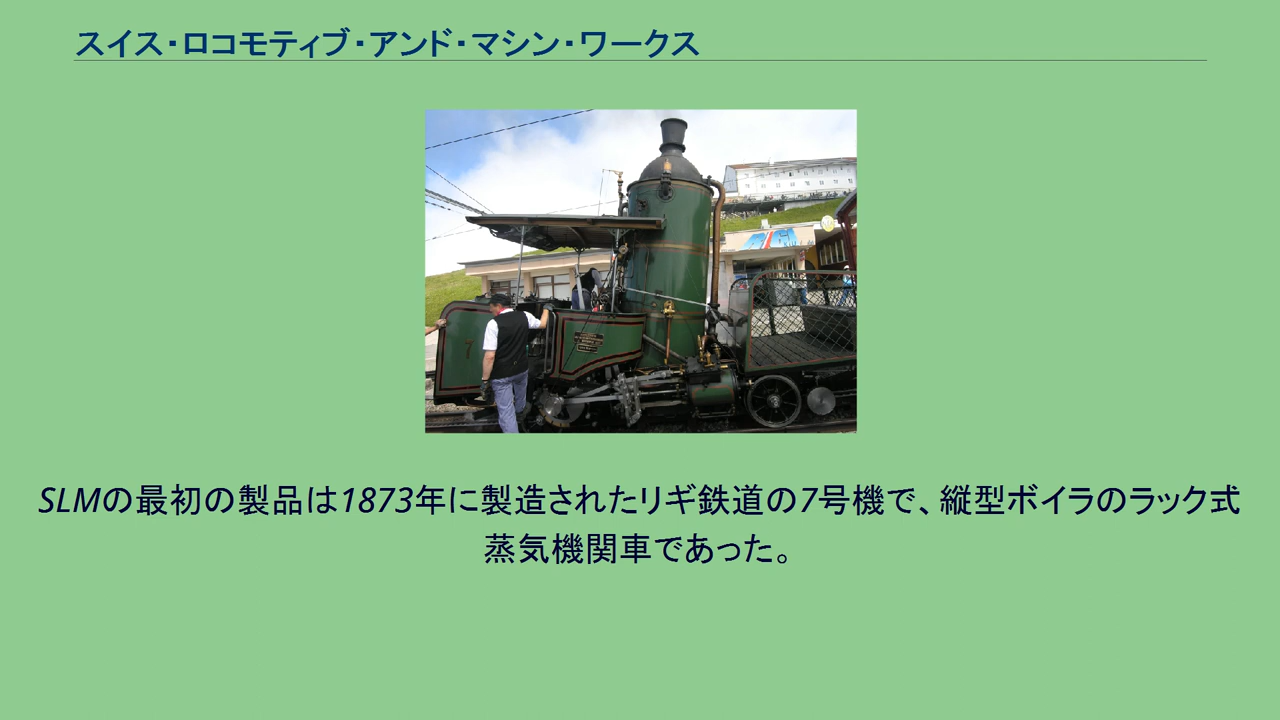 スイス・ロコモティブ・アンド・マシン・ワークス
RIGI
7
SLMの最初の製品は1873年に製造されたリギ鉄道の7号機で、縦型ボイラのラック式
蒸気機関車であった。